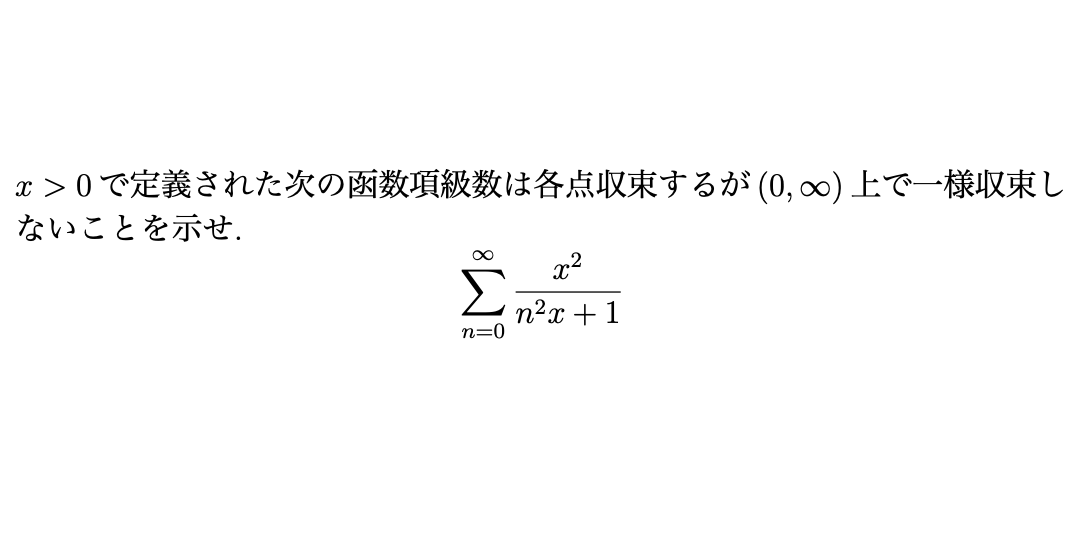 x > 0 で定義された次の函数項級数は各点収束するが (0, ∞) 上で一様収束し
ないことを示せ.
\sum_{n=0}^{\infty} \frac{x^2}{n^2x + 1}